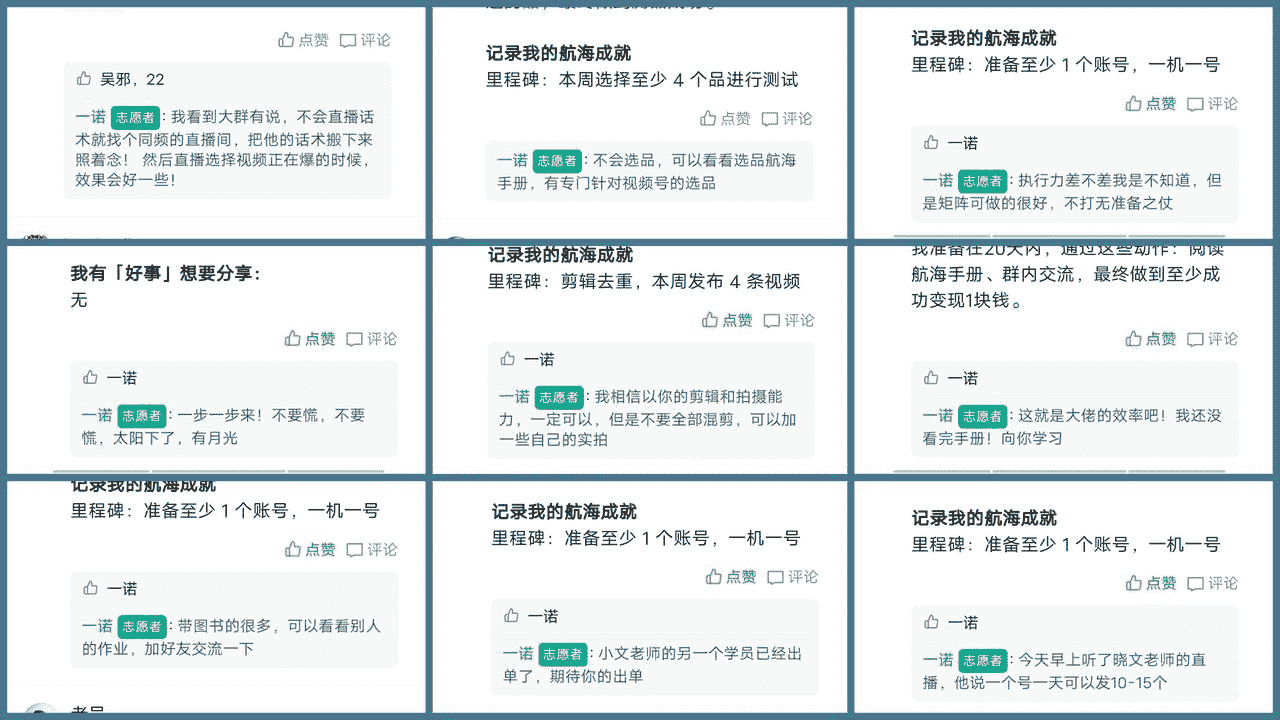 点赞 评论
吴邪，22
一诺 志愿者：我看到大群有说，不会直播话
术就找个同频的直播间，把他的话术搬下来
照着念！ 然后直播选择视频正在爆的时候，
效果会好一些！
记录我的航海成就
里程碑：本周选择至少 4 个品进行测试
点赞 评论
一诺 志愿者：不会选品，可以看看选品航海
手册，有专门针对视频号的选品
记录我的航海成就
里程碑：准备至少 1 个账号，一机一号
点赞 评论
一诺
一诺 志愿者：执行力差不差我是不知道，但
是矩阵可做的很好，不打无准备之仗
我有「好事」想要分享：
无
点赞 评论
一诺
一诺 志愿者：一步一步来！不要慌，不要
慌，太阳下了，有月光
记录我的航海成就
里程碑：剪辑去重，本周发布 4 条视频
点赞 评论
一诺
一诺 志愿者：我相信以你的剪辑和拍摄能
力，一定可以，但是不要全部混剪，可以加
一些自己的实拍
我准备在20天内，通过这些动作：阅读
航海手册、群内交流，最终做到至少成
功变现1块钱。
点赞 评论
一诺
一诺 志愿者：这就是大佬的效率吧！我还没
看完手册！向你学习
记录我的航海成就
里程碑：准备至少 1 个账号，一机一号
点赞 评论
一诺
一诺 志愿者：带图书的很多，可以看看别人
的作业，加好友交流一下
记录我的航海成就
里程碑：准备至少 1 个账号，一机一号
点赞 评论
一诺
一诺 志愿者：小文老师的另一个学员已经出
单了，期待你的出单
记录我的航海成就
里程碑：准备至少 1 个账号，一机一号
点赞 评论
一诺
一诺 志愿者：今天早上听了晓文老师的直
播，他说一个号一天可以发10-15个